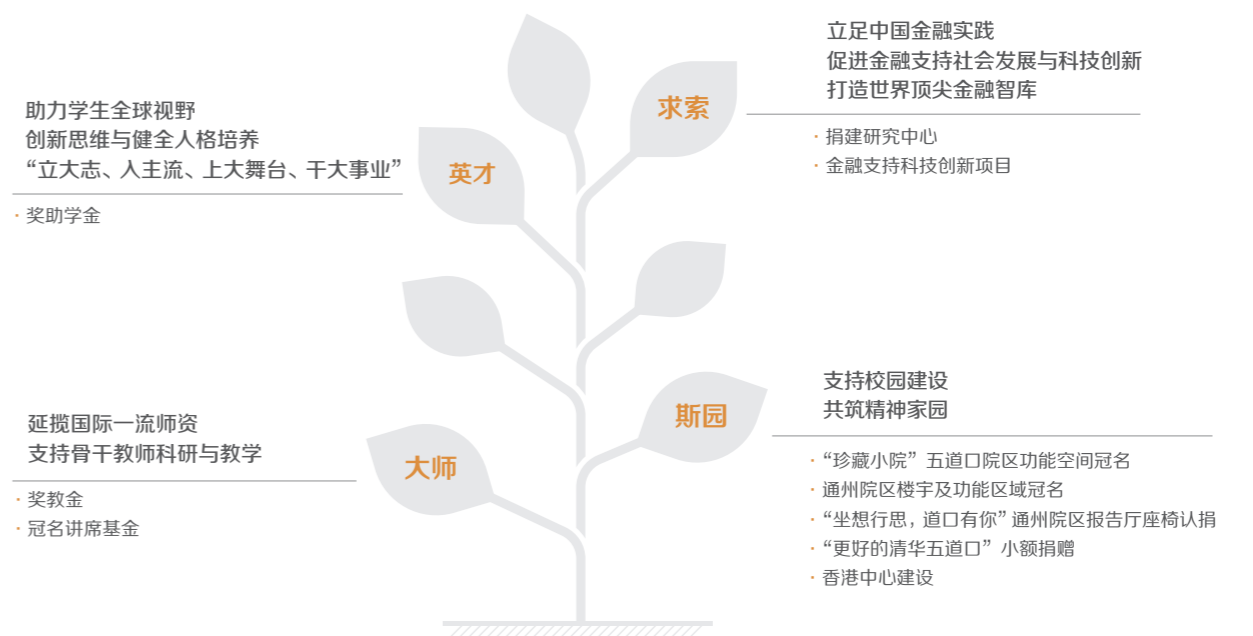 助力学生全球视野
创新思维与健全人格培养
“立大志、入主流、上大舞台、干大事业”
· 奖助学金
英才
求索
立足中国金融实践
促进金融支持社会发展与科技创新
打造世界顶尖金融智库
· 捐建研究中心
· 金融支持科技创新项目
延揽国际一流师资
支持骨干教师科研与教学
· 奖教金
· 冠名讲席基金
大师
斯园
支持校园建设
共筑精神家园
· “珍藏小院”五道口院区功能空间冠名
· 通州院区楼宇及功能区域冠名
· “坐想行思，道口有你”通州院区报告厅座椅认捐
· “更好的清华五道口”小额捐赠
· 香港中心建设